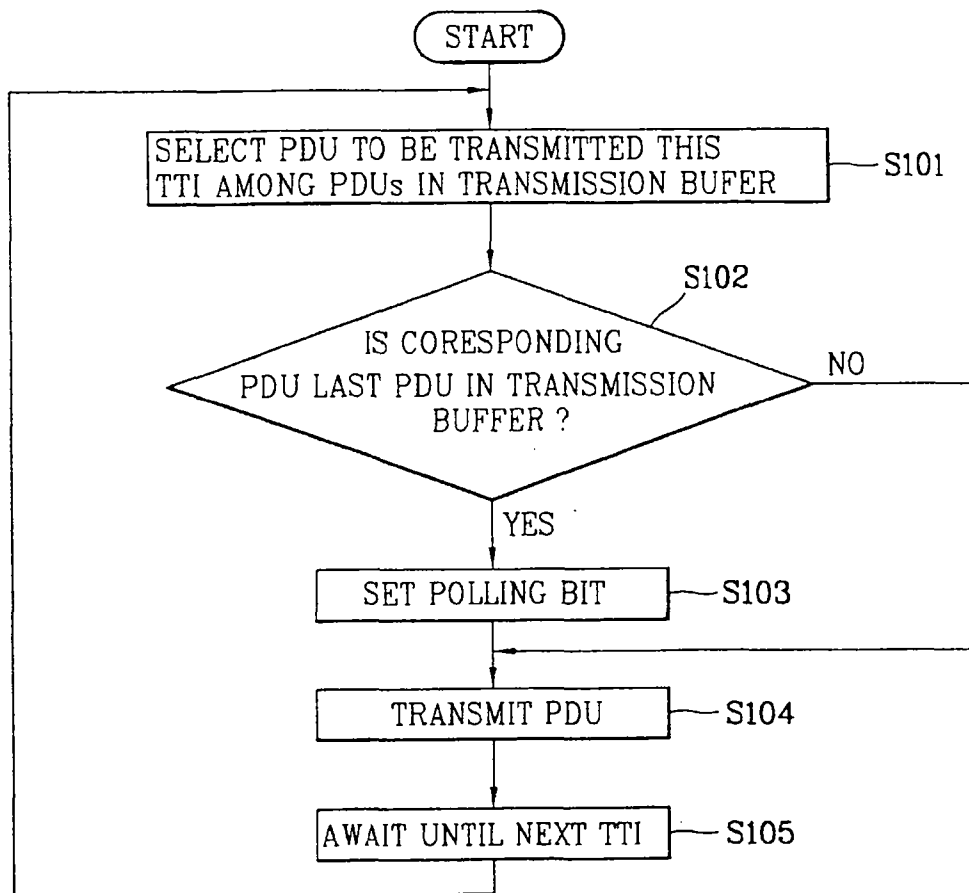 START
SELECT PDU TO BE TRANSMITTED THIS
TTI AMONG PDUs IN TRANSMISSION BUFER
S101
S102
IS CORESPONDING
PDU LAST PDU IN TRANSMISSION
BUFFER ?
NO
YES
SET POLLING BIT
S103
TRANSMIT PDU
S104
AWAIT UNTIL NEXT TTI
S105